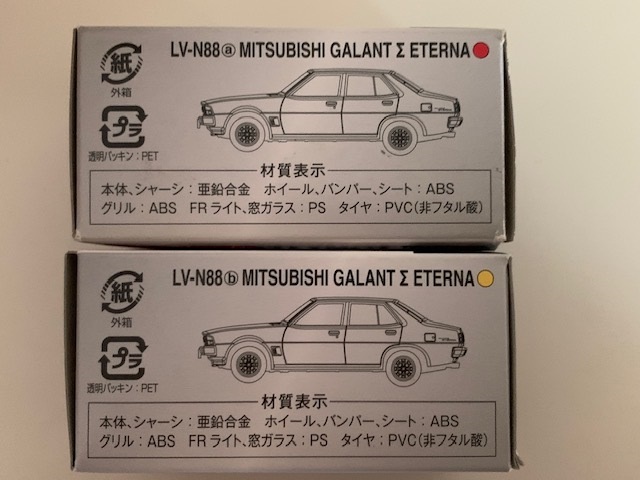 LV-N88ⓐ MITSUBISHI GALANT Σ ETERNA
紙
外箱
プラ
透明パッキン：PET
材質表示
本体、シャーシ：亜鉛合金 ホイール、バンパー、シート：ABS
グリル：ABS FRライト、窓ガラス：PS タイヤ：PVC（非フタル酸）
LV-N88ⓑ MITSUBISHI GALANT Σ ETERNA
紙
外箱
プラ
透明パッキン：PET
材質表示
本体、シャーシ：亜鉛合金 ホイール、バンパー、シート：ABS
グリル：ABS FRライト、窓ガラス：PS タイヤ：PVC（非フタル酸）